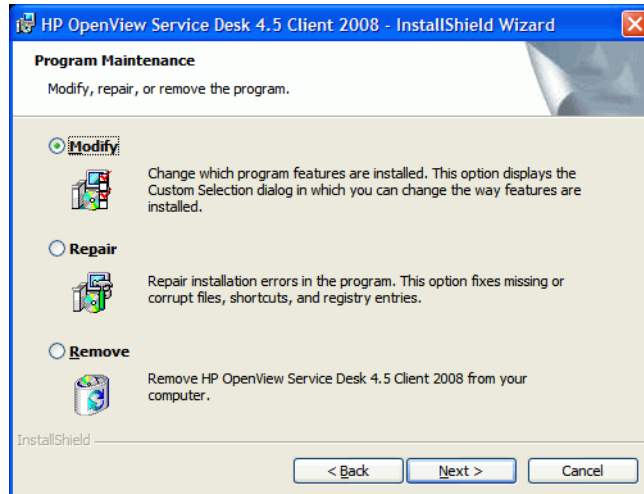 HP OpenView Service Desk 4.5 Client 2008 - InstallShield Wizard
Program Maintenance
Modify, repair, or remove the program.
Modify
Change which program features are installed. This option displays the
Custom Selection dialog in which you can change the way features are
installed.
Repair
Repair installation errors in the program. This option fixes missing or
corrupt files, shortcuts, and registry entries.
Remove
Remove HP OpenView Service Desk 4.5 Client 2008 from your
computer.
InstallShield
< Back Next > Cancel